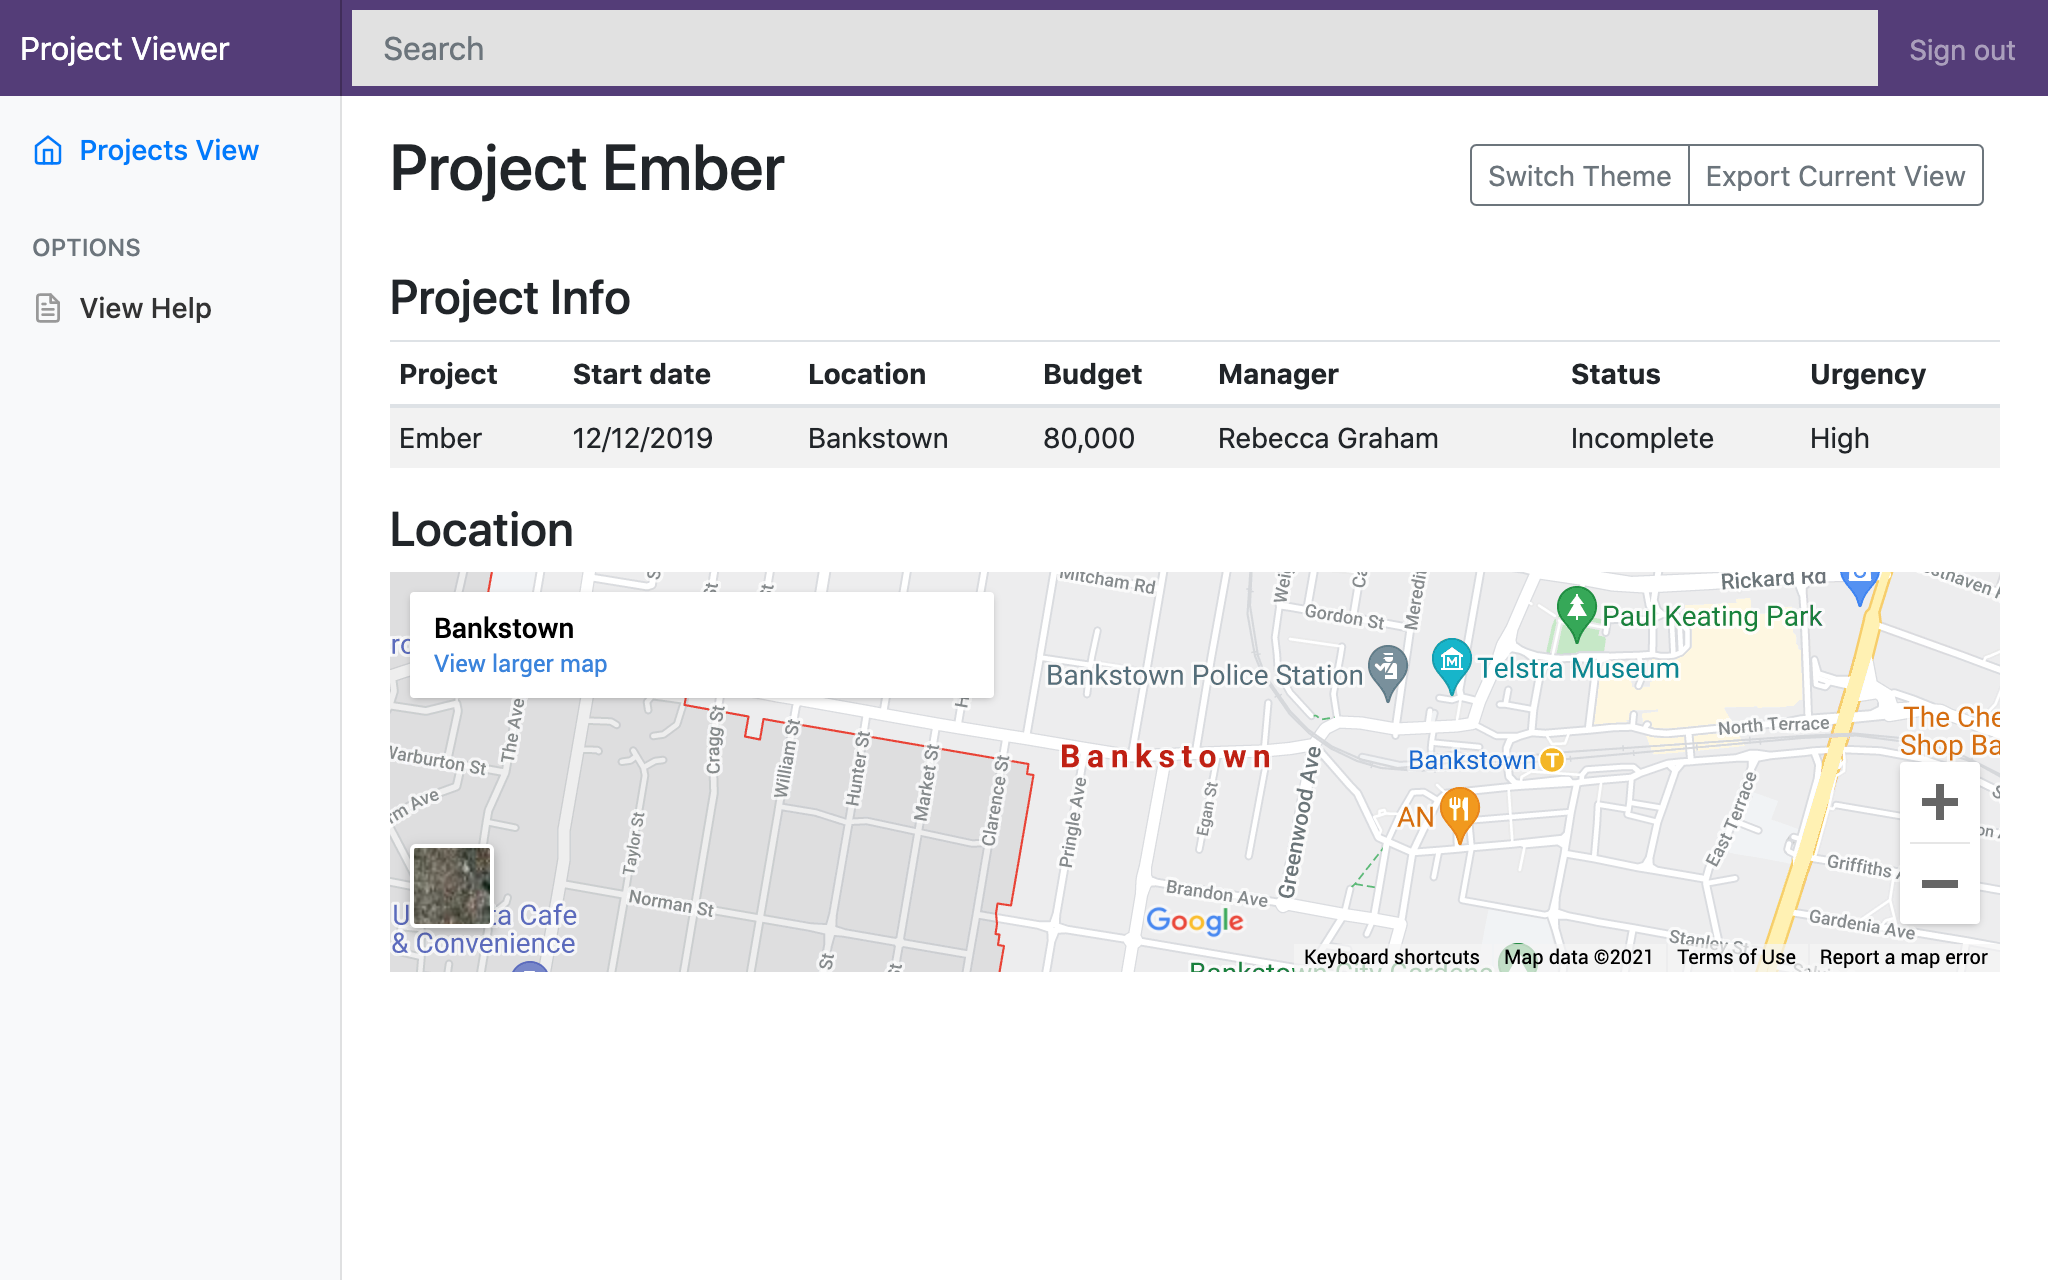 Project Viewer
Search
Sign out
Projects View
OPTIONS
View Help
Project Ember
Switch Theme
Export Current View
Project Info
Project Start date Location Budget Manager Status Urgency
Ember 12/12/2019 Bankstown 80,000 Rebecca Graham Incomplete High
Location
Bankstown
View larger map
Mitcham Rd
Gordon St
Rickard Rd
Paul Keating Park
Bankstown Police Station
Telstra Museum
The Ave
Cragg St
William St
Hunter St
Market St
Clarence St
Warburton St
Taylor St
Norman St
Bankstown
Pringle Ave
Egan St
Greenwood Ave
Brandon Ave
North Terrace
Bankstown
T
AN
East Terrace
The Che
Shop Ba
Griffiths
Gardenia Ave
Stanley St
Cafe
& Convenience
Google
Bankstown City Gardens
Keyboard shortcuts
Map data ©2021
Terms of Use
Report a map error